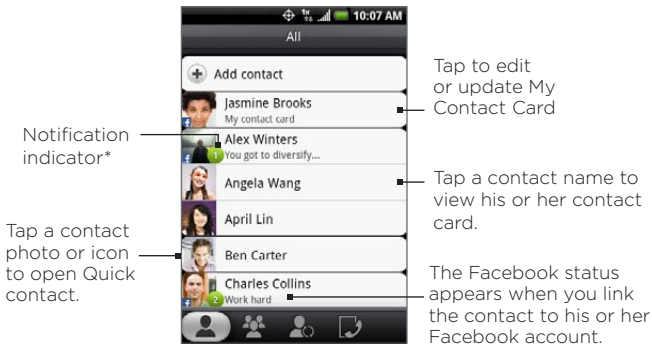 1x
10:07 AM
All
Add contact
Jasmine Brooks
My contact card
Alex Winters
1
You got to diversify...
Angela Wang
April Lin
Ben Carter
Charles Collins
2
Work hard
Notification
indicator*
Tap a contact
photo or icon
to open Quick
contact.
Tap to edit
or update My
Contact Card
Tap a contact name to
view his or her contact
card.
The Facebook status
appears when you link
the contact to his or her
Facebook account.